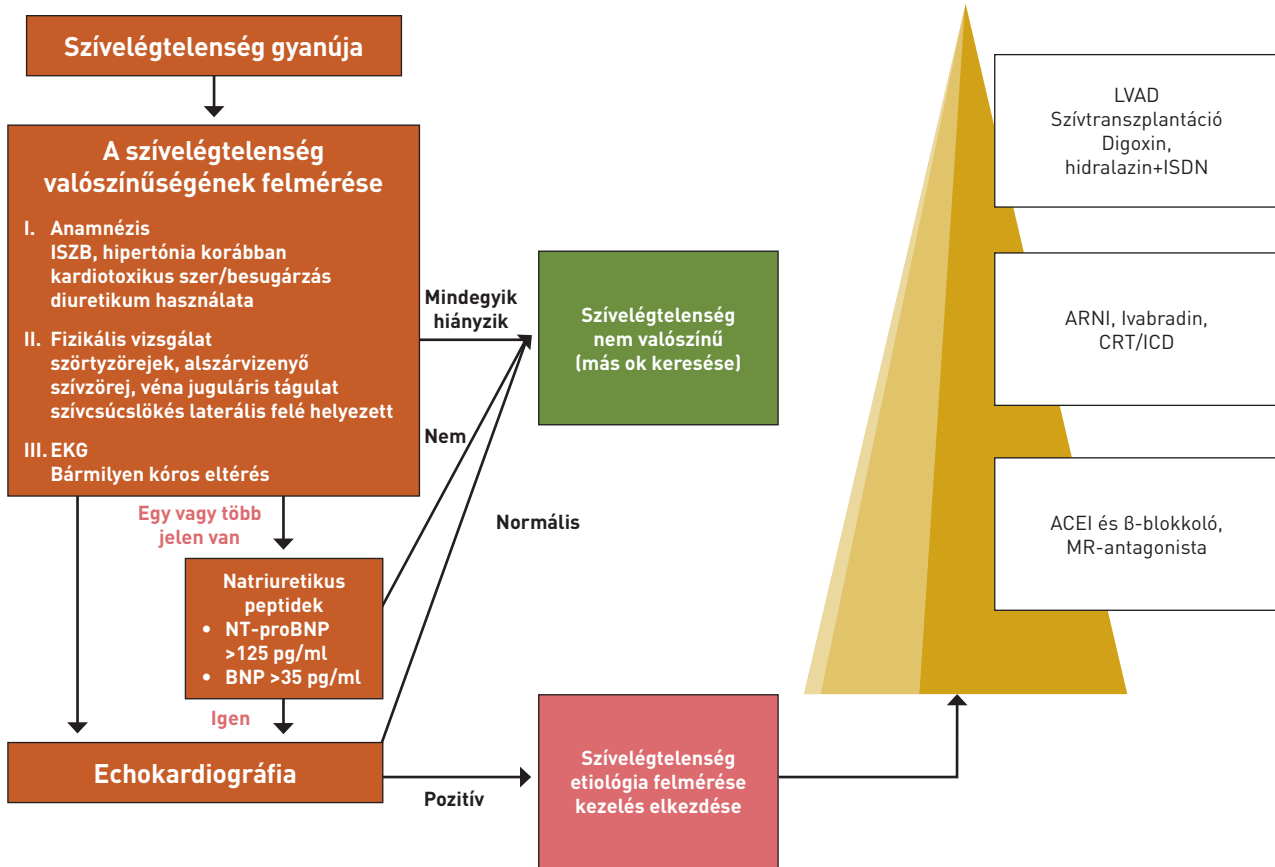 Szívelégtelenség gyanúja
A szívelégtelenség
valószínűségének felmérése
I. Anamnézis
ISZB, hipertónia korábban
kardiotoxikus szer/besugárzás
diuretikum használata
II. Fizikális vizsgálat
szörtyzörejek, alszárvizenyő
szívzörej, véna juguláris tágulat
szívcsúcslökés laterális felé helyezett
III. EKG
Bármilyen kóros eltérés
Mindegyik
hiányzik
Szívelégtelenség
nem valószínű
(más ok keresése)
Nem
Normális
Egy vagy több
jelen van
Natriuretikus
peptidek
• NT-proBNP
>125 pg/ml
• BNP >35 pg/ml
Igen
Echokardiográfia
Pozitív
Szívelégtelenség
etiológia felmérése
kezelés elkezdése
LVAD
Szívtranszplantáció
Digoxin,
hidralazin+ISDN
ARNI, Ivabradin,
CRT/ICD
ACEI és ß-blokkoló,
MR-antagonista